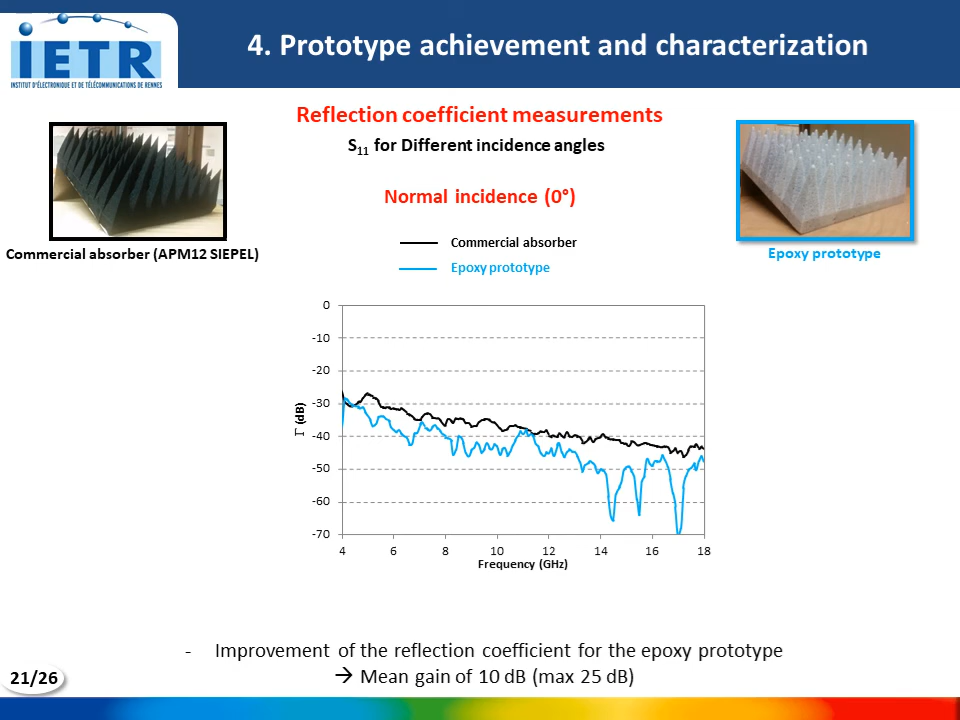 IETR
INSTITUT D'ÉLECTRONIQUE ET DE TÉLÉCOMMUNICATIONS DE RENNES
4. Prototype achievement and characterization
Reflection coefficient measurements
S₁₁ for Different incidence angles
Normal incidence (0°)
Commercial absorber (APM12 SIEPEL)
Epoxy prototype
Commercial absorber
Epoxy prototype
0
-10
-20
-30
-40
-50
-60
-70
Γ (dB)
4 6 8 10 12 14 16 18
Frequency (GHz)
- Improvement of the reflection coefficient for the epoxy prototype
→ Mean gain of 10 dB (max 25 dB)
21/26